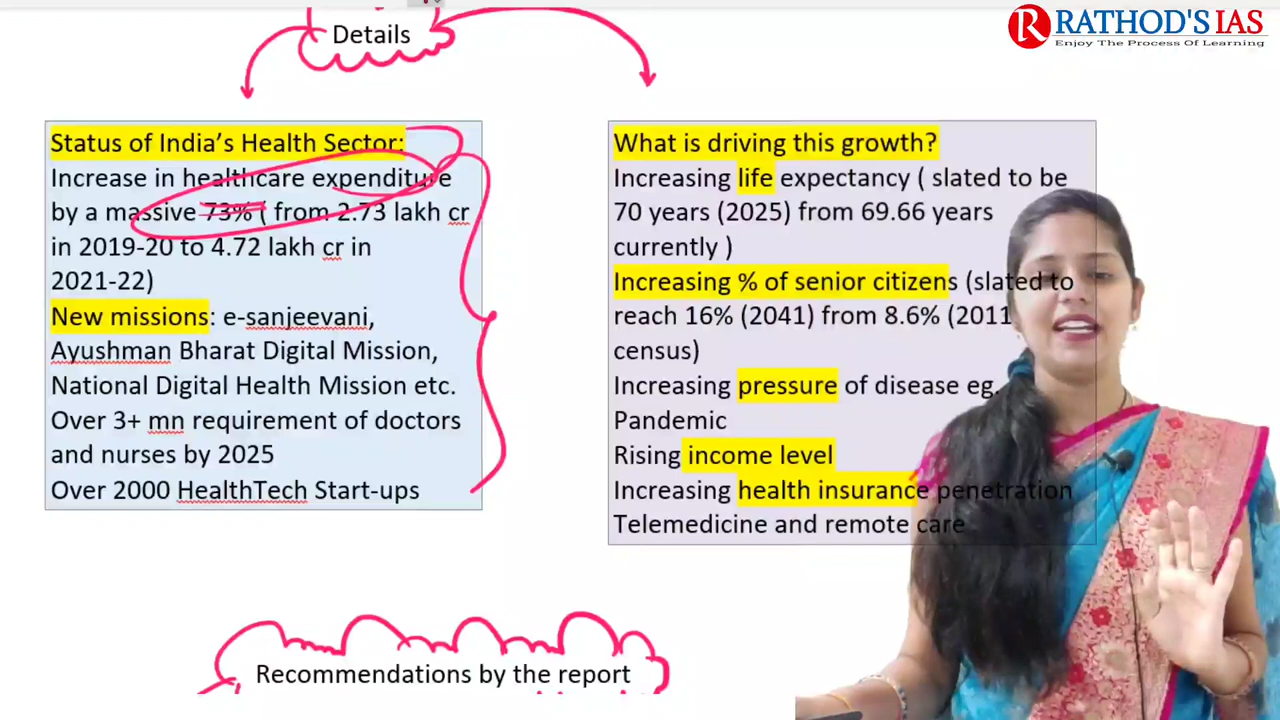 RATHOD'S IAS
Enjoy The Process Of Learning
Details
Status of India's Health Sector:
Increase in healthcare expenditure
by a massive 73% ( from 2.73 lakh cr
in 2019-20 to 4.72 lakh cr in
2021-22)
New missions: e-sanjeevani,
Ayushman Bharat Digital Mission,
National Digital Health Mission etc.
Over 3+ mn requirement of doctors
and nurses by 2025
Over 2000 HealthTech Start-ups
What is driving this growth?
Increasing life expectancy ( slated to be
70 years (2025) from 69.66 years
currently )
Increasing % of senior citizens (slated to
reach 16% (2041) from 8.6% (2011
census)
Increasing pressure of disease eg.
Pandemic
Rising income level
Increasing health insurance penetration
Telemedicine and remote care
Recommendations by the report